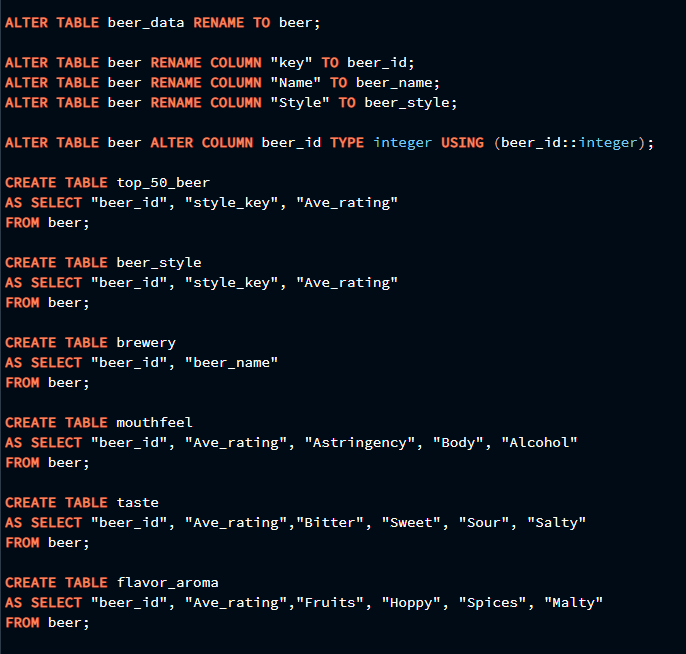 ALTER TABLE beer_data RENAME TO beer;
ALTER TABLE beer RENAME COLUMN "key" TO beer_id;
ALTER TABLE beer RENAME COLUMN "Name" TO beer_name;
ALTER TABLE beer RENAME COLUMN "Style" TO beer_style;
ALTER TABLE beer ALTER COLUMN beer_id TYPE integer USING (beer_id::integer);
CREATE TABLE top_50_beer
AS SELECT "beer_id", "style_key", "Ave_rating"
FROM beer;
CREATE TABLE beer_style
AS SELECT "beer_id", "style_key", "Ave_rating"
FROM beer;
CREATE TABLE brewery
AS SELECT "beer_id", "beer_name"
FROM beer;
CREATE TABLE mouthfeel
AS SELECT "beer_id", "Ave_rating", "Astringency", "Body", "Alcohol"
FROM beer;
CREATE TABLE taste
AS SELECT "beer_id", "Ave_rating","Bitter", "Sweet", "Sour", "Salty"
FROM beer;
CREATE TABLE flavor_aroma
AS SELECT "beer_id", "Ave_rating","Fruits", "Hoppy", "Spices", "Malty"
FROM beer;